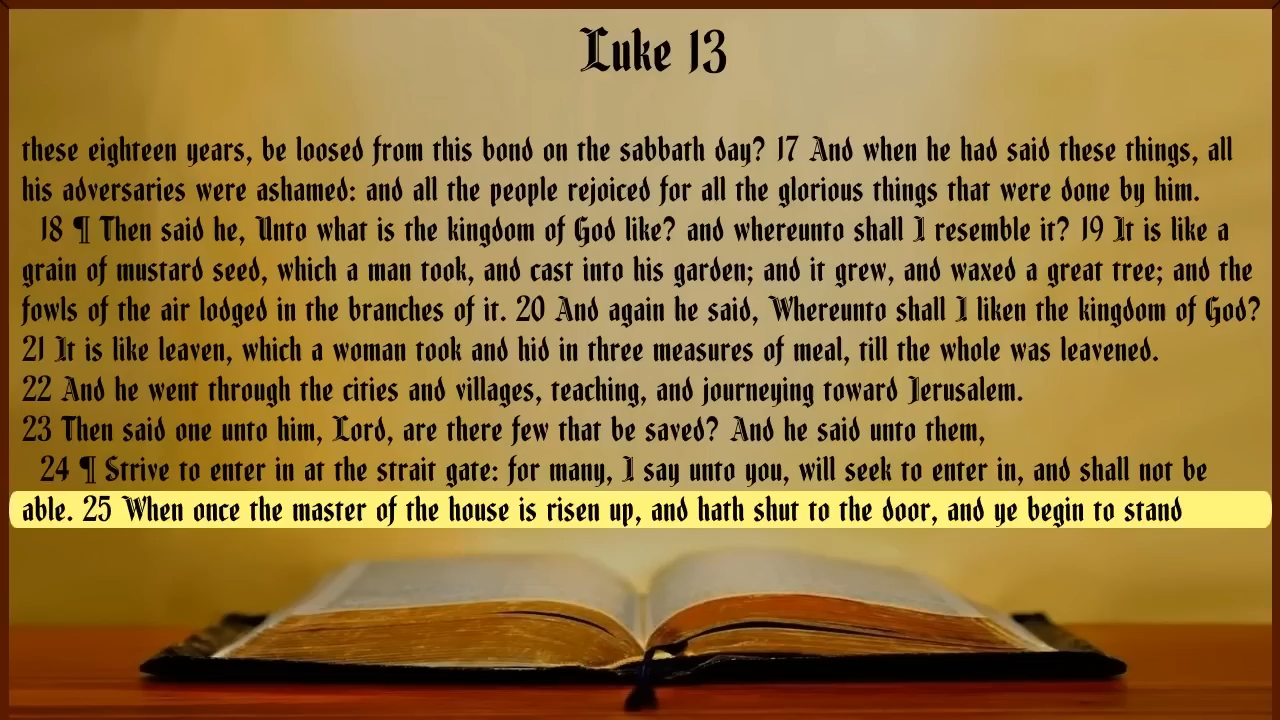 Luke 13
these eighteen years, be loosed from this bond on the sabbath day? 17 And when he had said these things, all
his adversaries were ashamed: and all the people rejoiced for all the glorious things that were done by him.
18 ¶ Then said he, Unto what is the kingdom of God like? and whereunto shall I resemble it? 19 It is like a
grain of mustard seed, which a man took, and cast into his garden; and it grew, and waxed a great tree; and the
fowls of the air lodged in the branches of it. 20 And again he said, Whereunto shall I liken the kingdom of God?
21 It is like leaven, which a woman took and hid in three measures of meal, till the whole was leavened.
22 And he went through the cities and villages, teaching, and journeying toward Jerusalem.
23 Then said one unto him, Lord, are there few that be saved? And he said unto them,
24 ¶ Strive to enter in at the strait gate: for many, I say unto you, will seek to enter in, and shall not be
able. 25 When once the master of the house is risen up, and hath shut to the door, and ye begin to stand